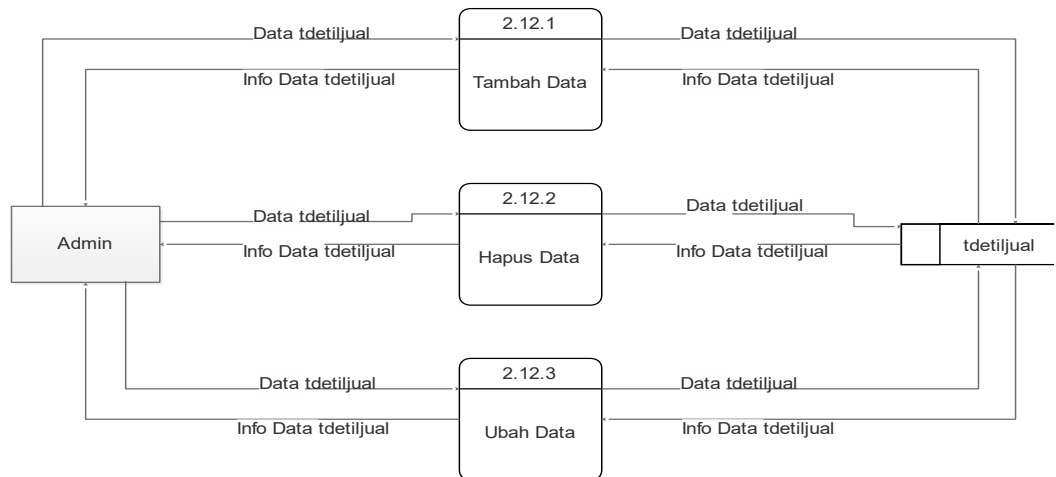 2.12.1
Data tdetiljual
Data tdetiljual
Info Data tdetiljual
Tambah Data
Info Data tdetiljual
2.12.2
Data tdetiljual
Data tdetiljual
Admin
Info Data tdetiljual
Hapus Data
Info Data tdetiljual
tdetiljual
2.12.3
Data tdetiljual
Data tdetiljual
Info Data tdetiljual
Ubah Data
Info Data tdetiljual